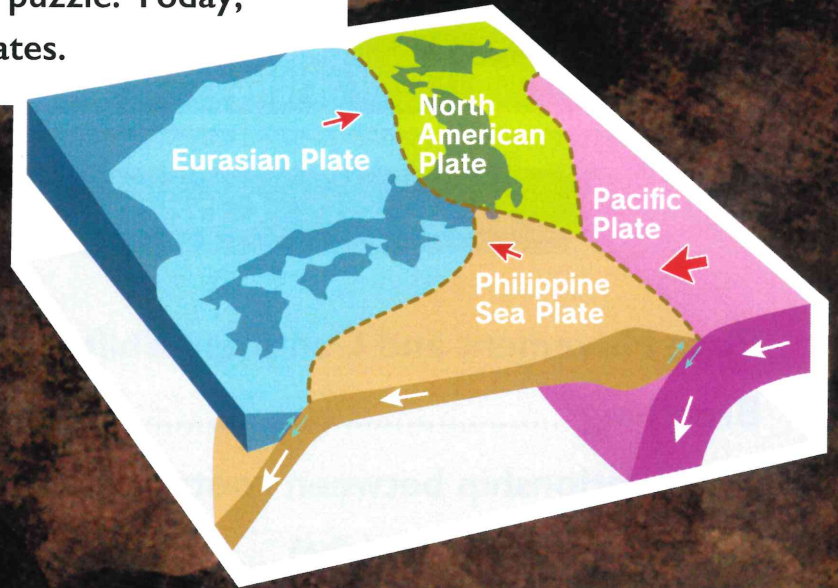 puzzle. Today,
ates.
North
American
Plate
Eurasian Plate
Pacific
Plate
Philippine
Sea Plate